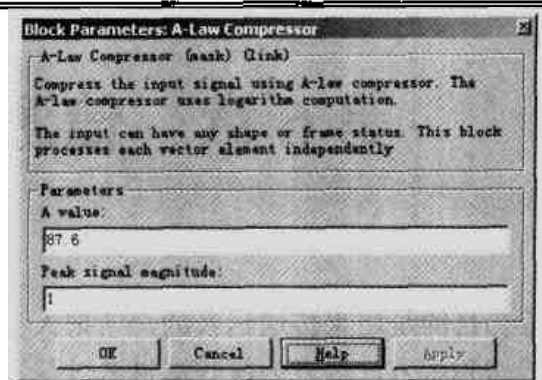 Block Parameters: A-Law Compressor
A-Law Compressor (mask) (link)
Compress the input signal using A-law compressor. The
A-law compressor uses logarithm computation.
The input can have any shape or frame status. This block
processes each vector element independently
Parameters
A value:
87.6
Peak signal magnitude:
1
OK
Cancel
Help
Apply